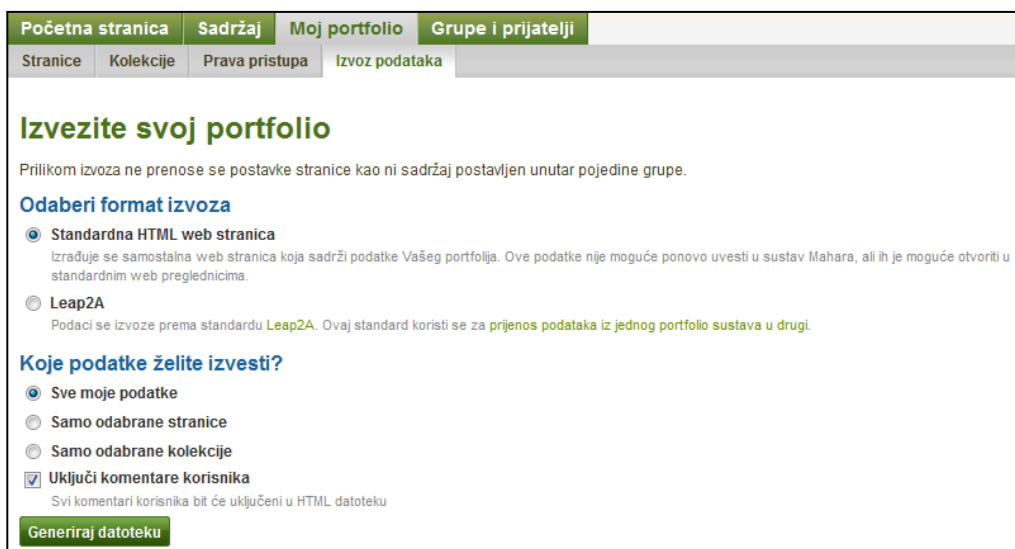 Početna stranica Sadržaj Moj portfolio Grupe i prijatelji
Stranice Kolekcije Prava pristupa Izvoz podataka
Izvezite svoj portfolio
Prilikom izvoza ne prenose se postavke stranice kao ni sadržaj postavljen unutar pojedine grupe.
Odaberi format izvoza
Standardna HTML web stranica
Izrađuje se samostalna web stranica koja sadrži podatke Vašeg portfolija. Ove podatke nije moguće ponovo uvesti u sustav Mahara, ali ih je moguće otvoriti u
standardnim web preglednicima.
Leap2A
Podaci se izvoze prema standardu Leap2A. Ovaj standard koristi se za prijenos podataka iz jednog portfolio sustava u drugi.
Koje podatke želite izvesti?
Sve moje podatke
Samo odabrane stranice
Samo odabrane kolekcije
Uključi komentare korisnika
Svi komentari korisnika bit će uključeni u HTML datoteku
Generiraj datoteku